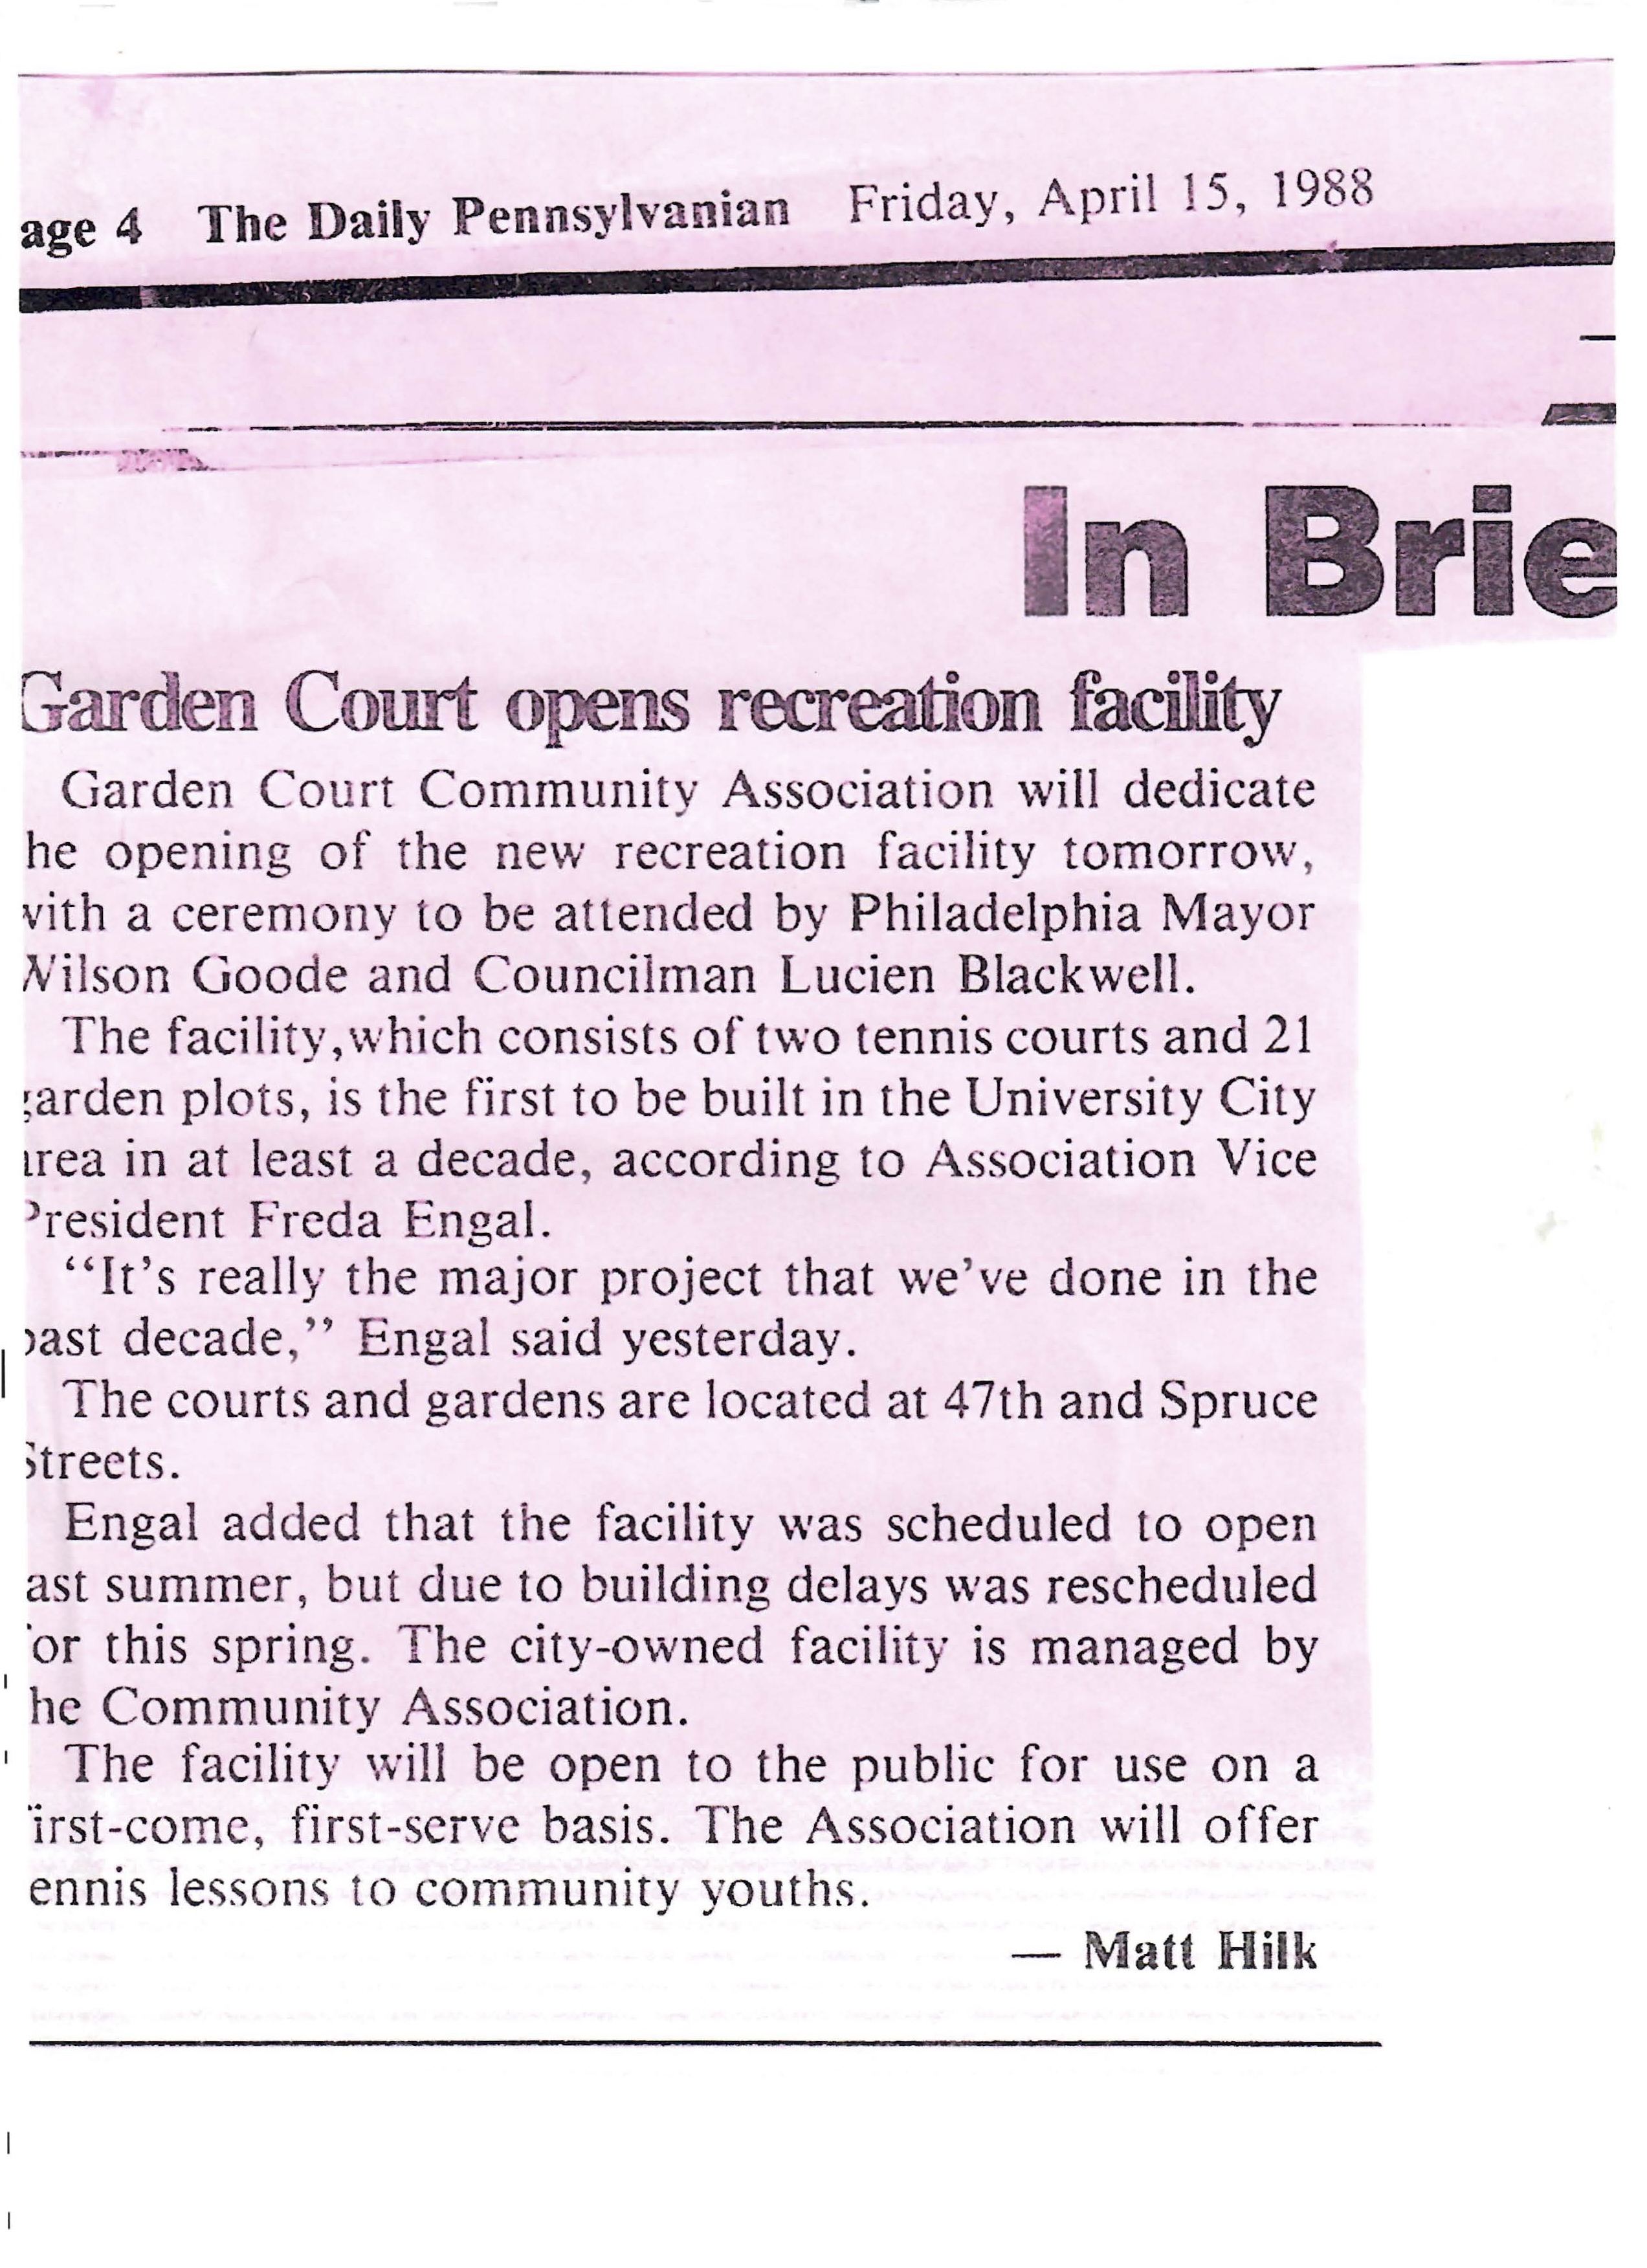 age 4 The Daily Pennsylvanian Friday, April 15, 1988
In Brie
Garden Court opens recreation facility
Garden Court Community Association will dedicate
he opening of the new recreation facility tomorrow,
with a ceremony to be attended by Philadelphia Mayor
Wilson Goode and Councilman Lucien Blackwell.
The facility,which consists of two tennis courts and 21
garden plots, is the first to be built in the University City
area in at least a decade, according to Association Vice
President Freda Engal.
“It’s really the major project that we’ve done in the
past decade,” Engal said yesterday.
The courts and gardens are located at 47th and Spruce
Streets.
Engal added that the facility was scheduled to open
ast summer, but due to building delays was rescheduled
for this spring. The city-owned facility is managed by
he Community Association.
The facility will be open to the public for use on a
first-come, first-serve basis. The Association will offer
ennis lessons to community youths.
— Matt Hilk